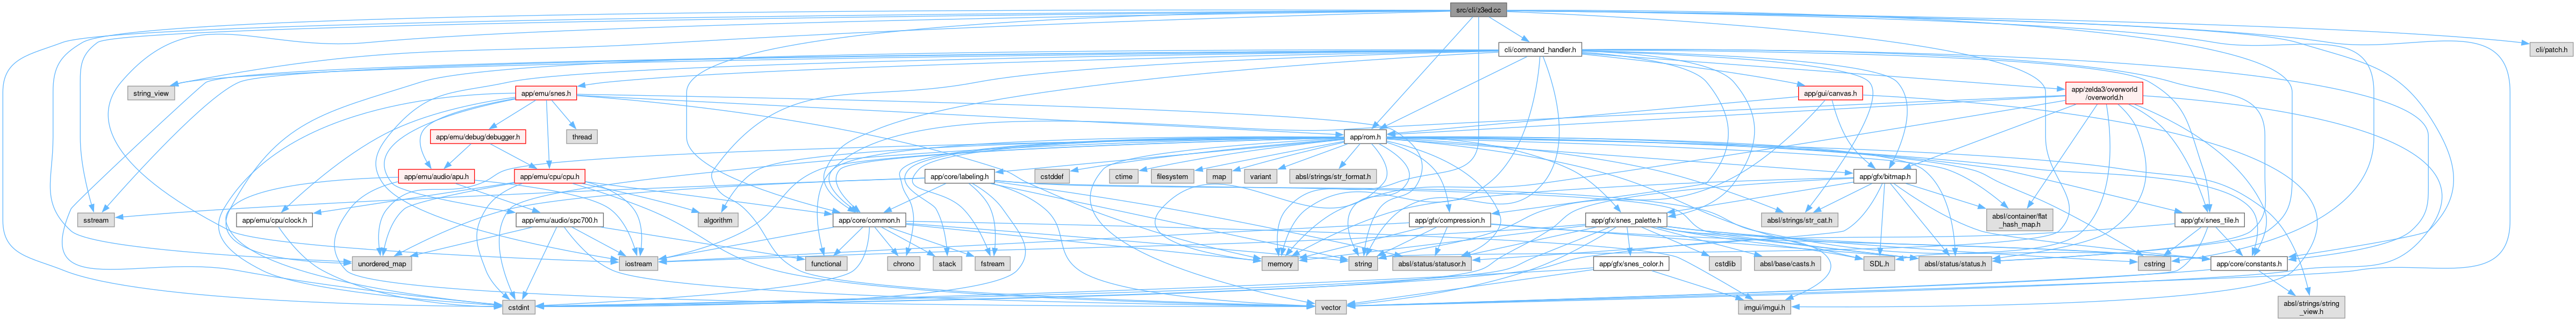 src/cli/z3ed.cc
cli/command_handler.h
cli/patch.h
string_view
app/emu/snes.h
app/gui/canvas.h
app/zelda3/overworld
/overworld.h
app/emu/debug/debugger.h
thread
app/rom.h
app/emu/audio/apu.h
app/emu/cpu/cpu.h
cstddef
app/core/labeling.h
ctime
filesystem
map
variant
absl/strings/str_format.h
app/gfx/bitmap.h
sstream
app/emu/cpu/clock.h
app/emu/audio/spc700.h
algorithm
app/core/common.h
app/gfx/compression.h
app/gfx/snes_palette.h
absl/strings/str_cat.h
absl/container/flat
_hash_map.h
app/gfx/snes_tile.h
unordered_map
iostream
functional
chrono
stack
fstream
memory
string
absl/status/statusor.h
app/gfx/snes_color.h
cstdlib
absl/base/casts.h
SDL.h
absl/status/status.h
cstring
app/core/constants.h
cstdint
vector
imgui/imgui.h
absl/strings/string
_view.h